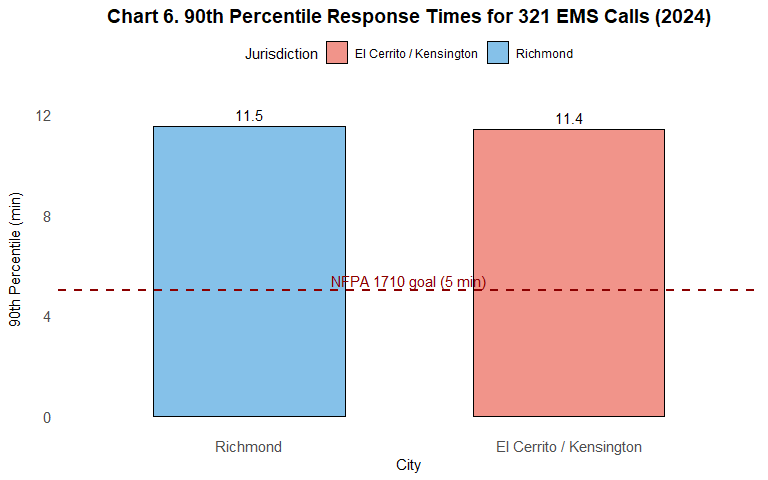 Chart 6. 90th Percentile Response Times for 321 EMS Calls (2024)
Jurisdiction El Cerrito / Kensington Richmond
12
8
4
0
90th Percentile (min)
11.5
11.4
NFPA 1710 goal (5 min)
Richmond
El Cerrito / Kensington
City